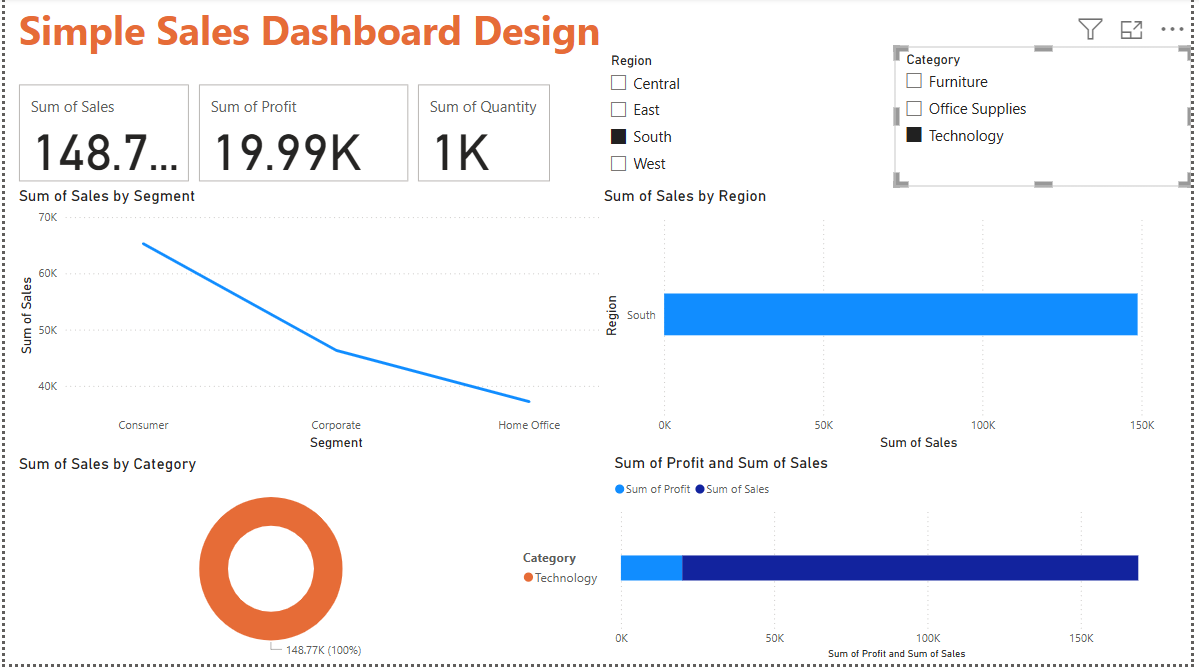 Simple Sales Dashboard Design
Sum of Sales
148.7...
Sum of Profit
19.99K
Sum of Quantity
1K
Region
Central
East
South
West
Category
Furniture
Office Supplies
Technology
Sum of Sales by Segment
Sum of Sales
70K
60K
50K
40K
Consumer
Corporate
Home Office
Segment
Sum of Sales by Region
Region
South
0K
50K
100K
150K
Sum of Sales
Sum of Sales by Category
Category
Technology
148.77K (100%)
Sum of Profit and Sum of Sales
Sum of Profit
Sum of Sales
0K
50K
100K
150K
Sum of Profit and Sum of Sales